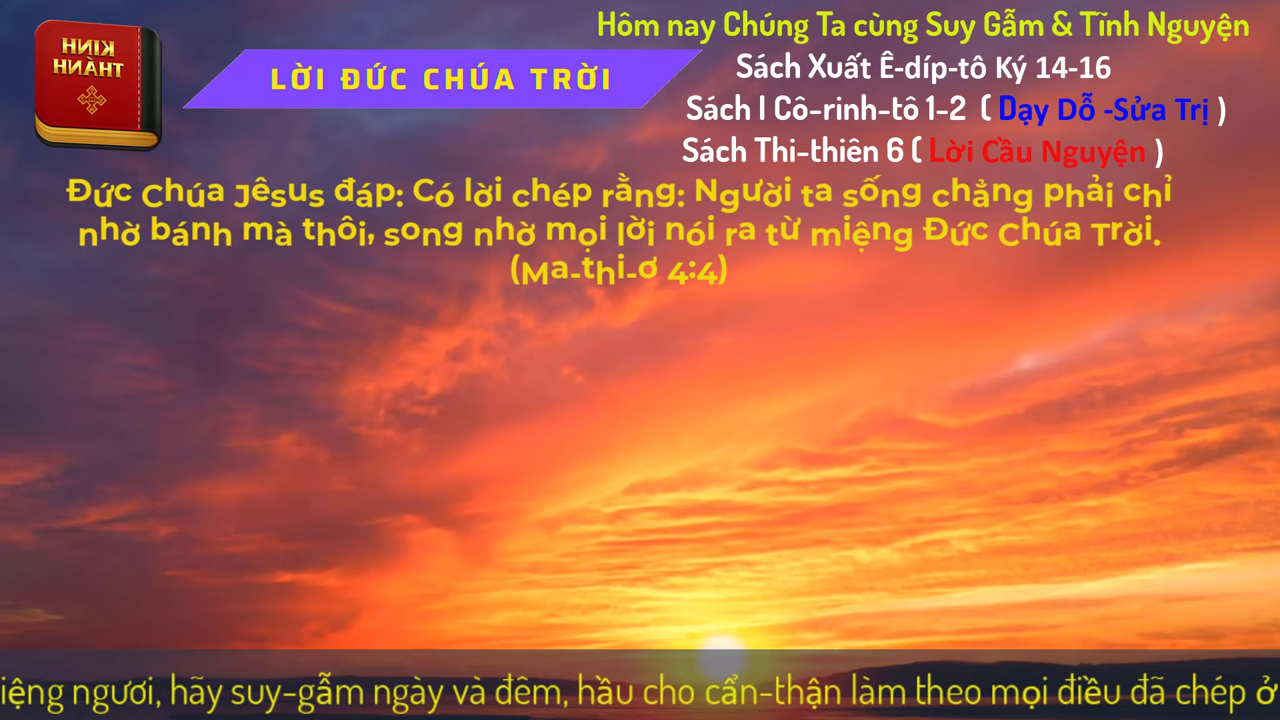 KINH
THÁNH
LỜI ĐỨC CHÚA TRỜI
Hôm nay Chúng Ta cùng Suy Gẫm & Tĩnh Nguyện
Sách Xuất Ê-díp-tô Ký 14-16
Sách I Cô-rinh-tô 1-2 ( Dạy Dỗ -Sửa Trị )
Sách Thi-thiên 6 ( Lời Cầu Nguyện )
Đức Chúa Jêsus đáp: Có lời chép rằng: Người ta sống chẳng phải chỉ
nhờ bánh mà thôi, song nhờ mọi lời nói ra từ miệng Đức Chúa Trời.
(Ma-thi-ơ 4:4)
iệng ngươi, hãy suy-gẫm ngày và đêm, hầu cho cẩn-thận làm theo mọi điều đã chép ở